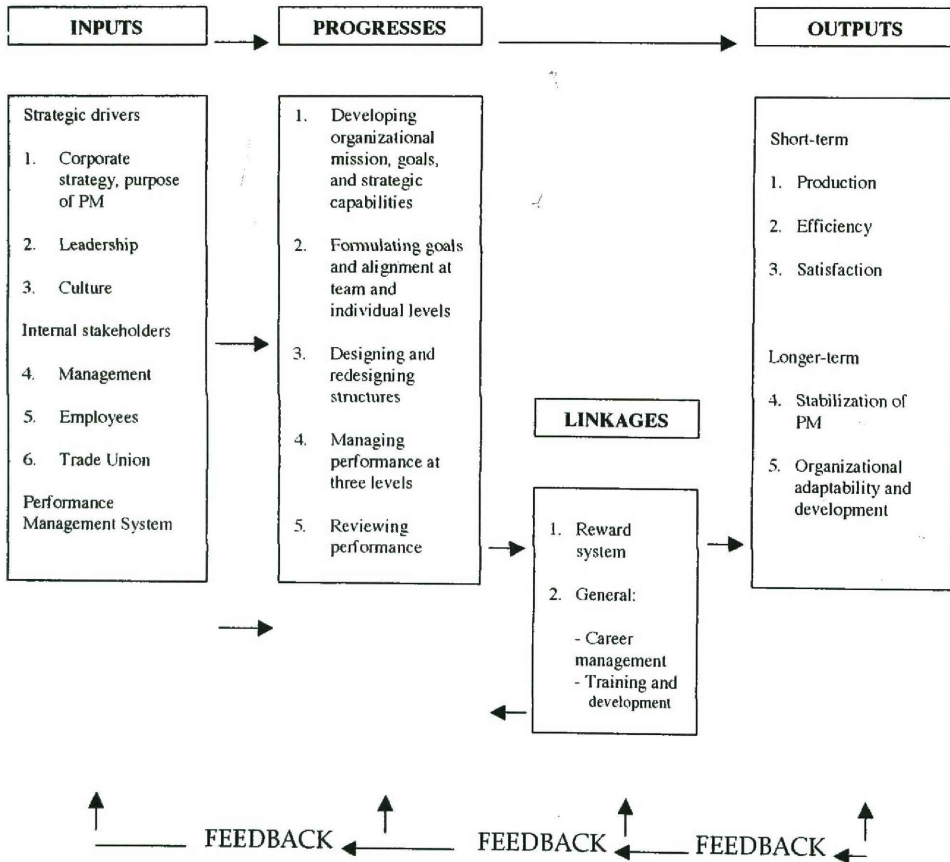 INPUTS
PROGRESSES
OUTPUTS
Strategic drivers
1. Corporate
strategy, purpose
of PM
2. Leadership
3. Culture
Internal stakeholders
4. Management
5. Employees
6. Trade Union
Performance
Management System
1. Developing
organizational
mission, goals,
and strategic
capabilities
2. Formulating goals
and alignment at
team and
individual levels
3. Designing and
redesigning
structures
4. Managing
performance at
three levels
5. Reviewing
performance
LINKAGES
1. Reward
system
2. General:
- Career
management
- Training and
development
Short-term
1. Production
2. Efficiency
3. Satisfaction
Longer-term
4. Stabilization of
PM
5. Organizational
adaptability and
development
FEEDBACK
FEEDBACK
FEEDBACK